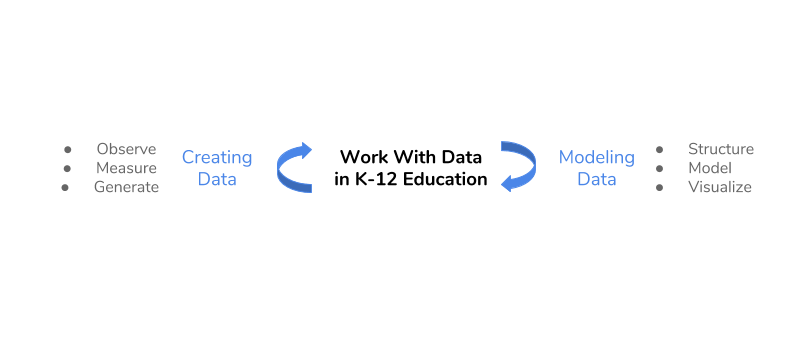 ● Observe
● Measure
● Generate
Creating
Data
Work With Data
in K-12 Education
Modeling
Data
● Structure
● Model
● Visualize